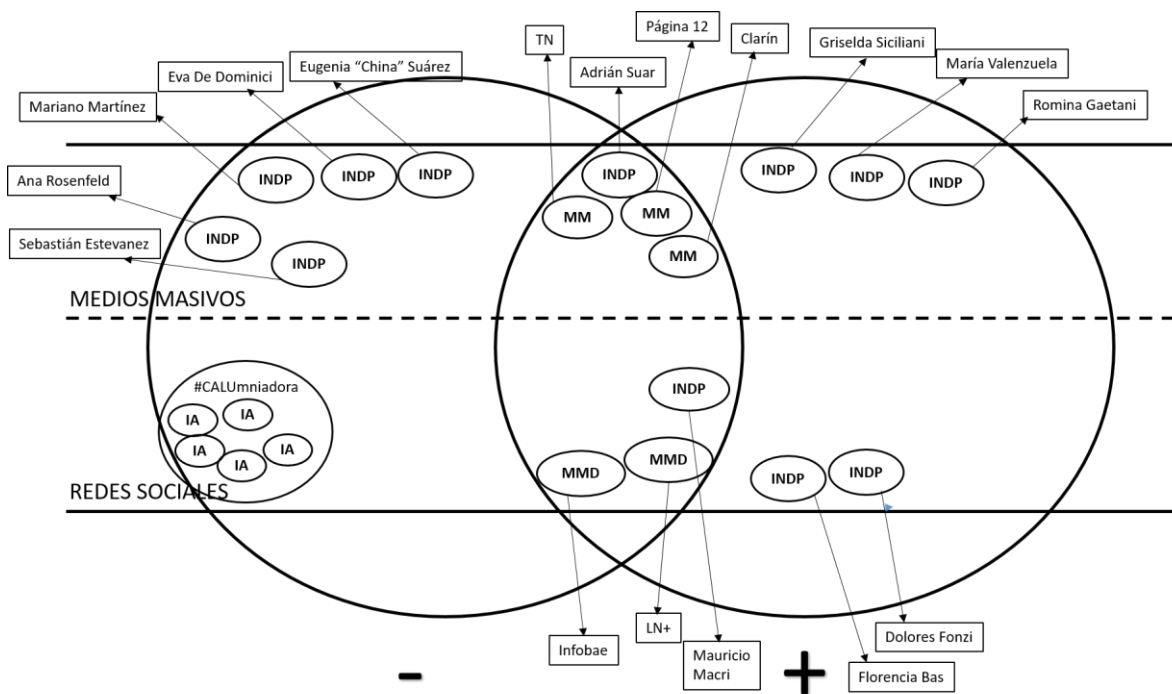 Página 12
TN
Clarín
Griselda Siciliani
Eugenia “China” Suárez
Adrián Suar
María Valenzuela
Eva De Dominici
Mariano Martínez
Romina Gaetani
Ana Rosenfeld
INDP
INDP
INDP
INDP
INDP
INDP
INDP
MM
MM
INDP
Sebastián Estevanez
INDP
MM
MEDIOS MASIVOS
#CALUmniadora
INDP
IA
IA
IA
IA
IA
MMD
MMD
INDP
INDP
REDES SOCIALES
Infobae
LN+
Mauricio
Macri
Dolores Fonzi
Florencia Bas
-
+